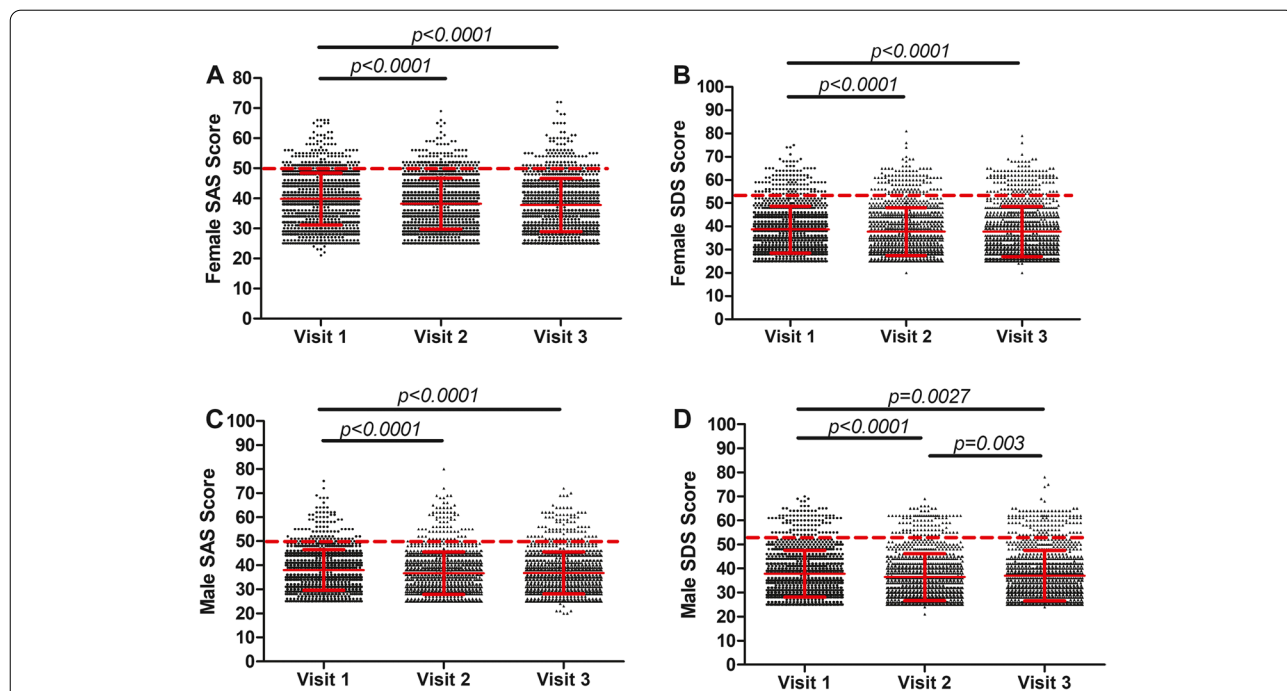 p<0.0001
p<0.0001
A
Female SAS Score
80
70
60
50
40
30
20
10
0
Visit 1
Visit 2
Visit 3
p<0.0001
p<0.0001
B
Female SDS Score
100
90
80
70
60
50
40
30
20
10
0
Visit 1
Visit 2
Visit 3
p<0.0001
p<0.0001
C
Male SAS Score
100
90
80
70
60
50
40
30
20
10
0
Visit 1
Visit 2
Visit 3
p=0.0027
p<0.0001
p=0.003
D
Male SDS Score
100
90
80
70
60
50
40
30
20
10
0
Visit 1
Visit 2
Visit 3